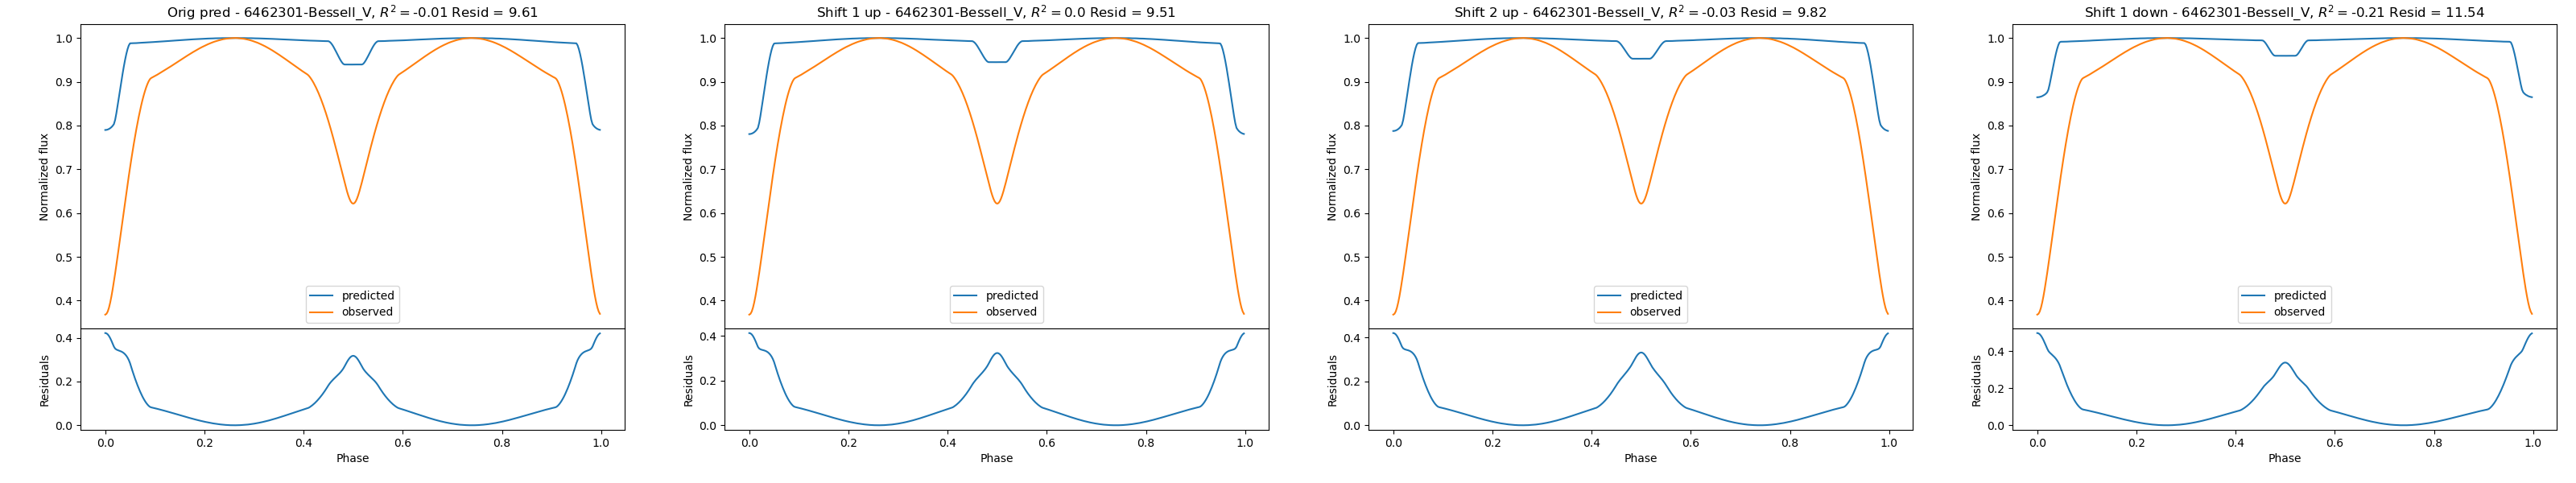 Orig pred - 6462301-Bessell_V, R² = -0.01 Resid = 9.61
1.0
0.9
0.8
0.7
0.6
0.5
0.4
Normalized flux
predicted
observed
0.4
0.2
0.0
Residuals
0.0 0.2 0.4 0.6 0.8 1.0
Phase
Shift 1 up - 6462301-Bessell_V, R² = 0.0 Resid = 9.51
1.0
0.9
0.8
0.7
0.6
0.5
0.4
Normalized flux
predicted
observed
0.4
0.2
0.0
Residuals
0.0 0.2 0.4 0.6 0.8 1.0
Phase
Shift 2 up - 6462301-Bessell_V, R² = -0.03 Resid = 9.82
1.0
0.9
0.8
0.7
0.6
0.5
0.4
Normalized flux
predicted
observed
0.4
0.2
0.0
Residuals
0.0 0.2 0.4 0.6 0.8 1.0
Phase
Shift 1 down - 6462301-Bessell_V, R² = -0.21 Resid = 11.54
1.0
0.9
0.8
0.7
0.6
0.5
0.4
Normalized flux
predicted
observed
0.4
0.2
0.0
Residuals
0.0 0.2 0.4 0.6 0.8 1.0
Phase